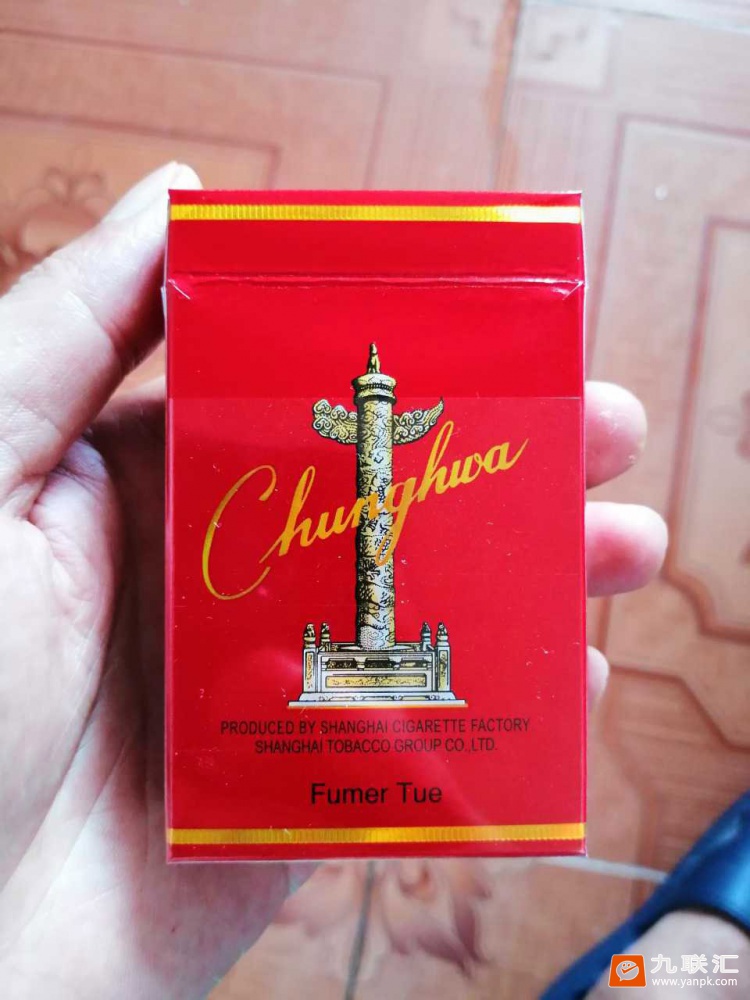 Chunghwa
PRODUCED BY SHANGHAI CIGARETTE FACTORY
SHANGHAI TOBACCO GROUP CO.,LTD.
Fumer Tue
九联汇
www.yanpk.com